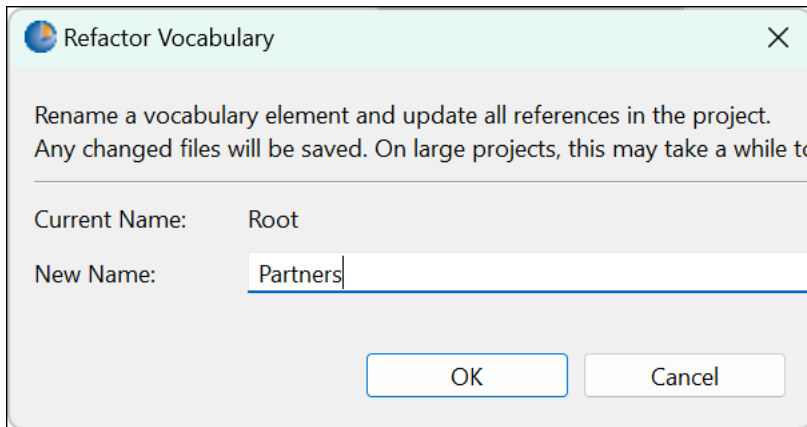 Refactor Vocabulary
Rename a vocabulary element and update all references in the project.
Any changed files will be saved. On large projects, this may take a while to
Current Name: Root
New Name: Partners
OK Cancel